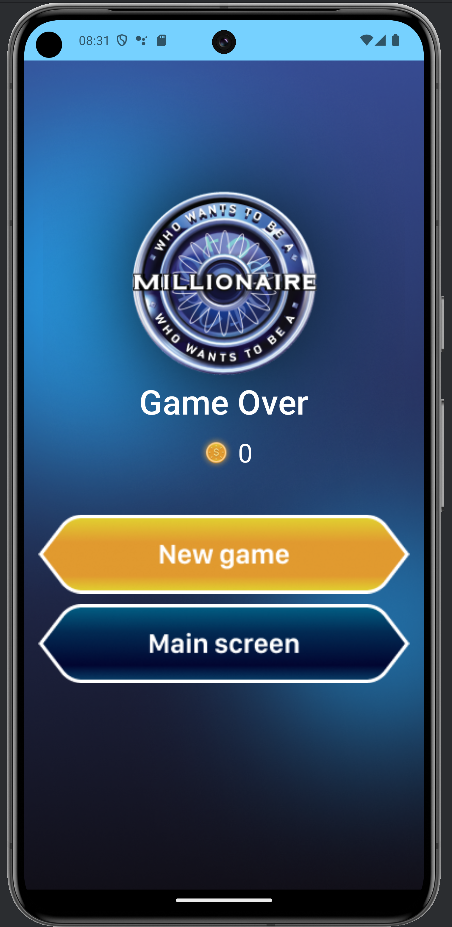 08:31
WHO WANTS TO BE A
MILLIONAIRE
WHO WANTS TO BE A
Game Over
0
New game
Main screen